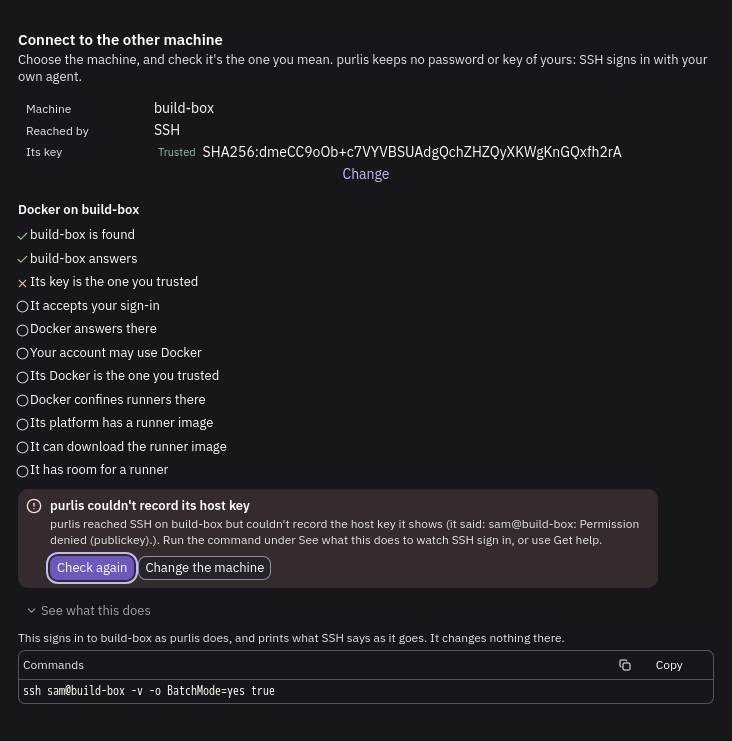 Connect to the other machine
Choose the machine, and check it's the one you mean. purlis keeps no password or key of yours: SSH signs in with your
own agent.
Machine build-box
Reached by SSH
Its key Trusted SHA256:dmeCC9oOb+c7VYVBSUAdgQchZHZQyXKWgKnGQxfh2rA
Change
Docker on build-box
build-box is found
build-box answers
Its key is the one you trusted
It accepts your sign-in
Docker answers there
Your account may use Docker
Its Docker is the one you trusted
Docker confines runners there
Its platform has a runner image
It can download the runner image
It has room for a runner
purlis couldn't record its host key
purlis reached SSH on build-box but couldn't record the host key it shows (it said: sam@build-box: Permission
denied (publickey).). Run the command under See what this does to watch SSH sign in, or use Get help.
Check again Change the machine
See what this does
This signs in to build-box as purlis does, and prints what SSH says as it goes. It changes nothing there.
Commands Copy
ssh sam@build-box -v -o BatchMode=yes true